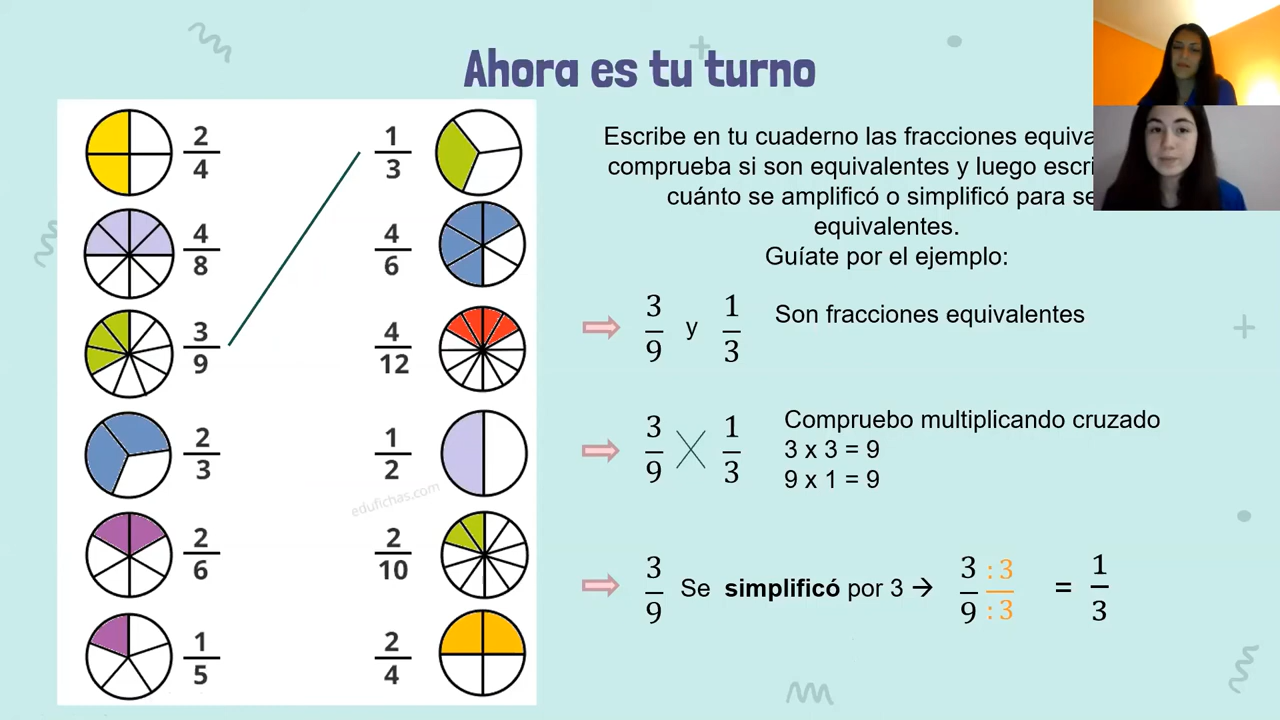 Ahora es tu turno
2/4
1/3
4/8
4/6
3/9
4/12
2/3
1/2
edufichas.com
2/6
2/10
1/5
2/4
Escribe en tu cuaderno las fracciones
comprueba si son equivalentes y luego
cuánto se amplificó o simplificó para
equivalentes.
Guíate por el ejemplo:
3/9 y 1/3 Son fracciones equivalentes
3/9 1/3 Compruebo multiplicando cruzado
3 x 3 = 9
9 x 1 = 9
3/9 Se simplificó por 3 → 3/9 :3/:3 = 1/3